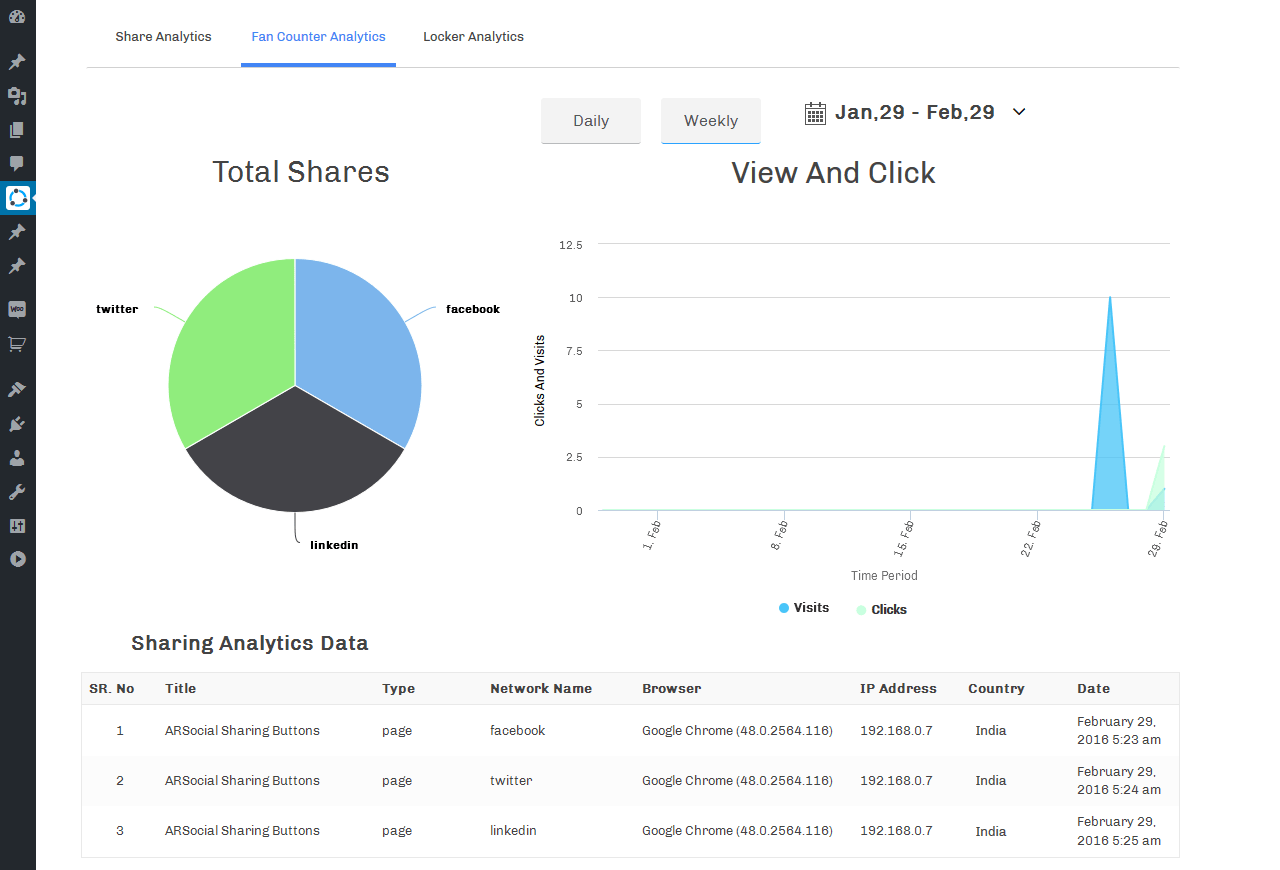 Share Analytics
Fan Counter Analytics
Locker Analytics
Daily
Weekly
Jan,29 - Feb,29
Total Shares
View And Click
twitter
facebook
linkedin
12.5
10
7.5
5
2.5
0
Clicks And Visits
1. Feb
8. Feb
15. Feb
22. Feb
29. Feb
Time Period
Visits
Clicks
Sharing Analytics Data
SR. No Title Type Network Name Browser IP Address Country Date
1 ARSocial Sharing Buttons page facebook Google Chrome (48.0.2564.116) 192.168.0.7 India February 29,
2016 5:23 am
2 ARSocial Sharing Buttons page twitter Google Chrome (48.0.2564.116) 192.168.0.7 India February 29,
2016 5:24 am
3 ARSocial Sharing Buttons page linkedin Google Chrome (48.0.2564.116) 192.168.0.7 India February 29,
2016 5:25 am
Woo